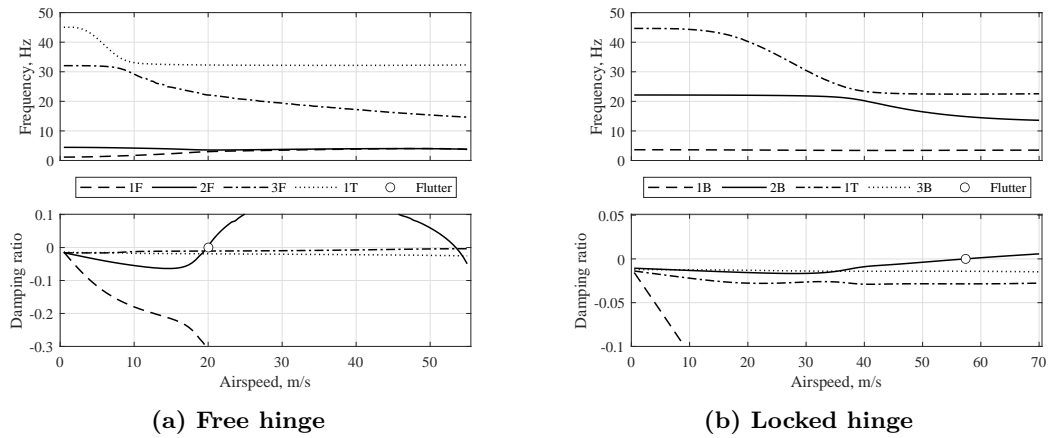 50
40
30
20
10
0
Frequency, Hz
1F 2F 3F 1T Flutter
0.1
0
-0.1
-0.2
-0.3
Damping ratio
0 10 20 30 40 50
Airspeed, m/s
(a) Free hinge
50
40
30
20
10
0
Frequency, Hz
1B 2B 1T 3B Flutter
0.05
0
-0.05
-0.1
Damping ratio
0 10 20 30 40 50 60 70
Airspeed, m/s
(b) Locked hinge